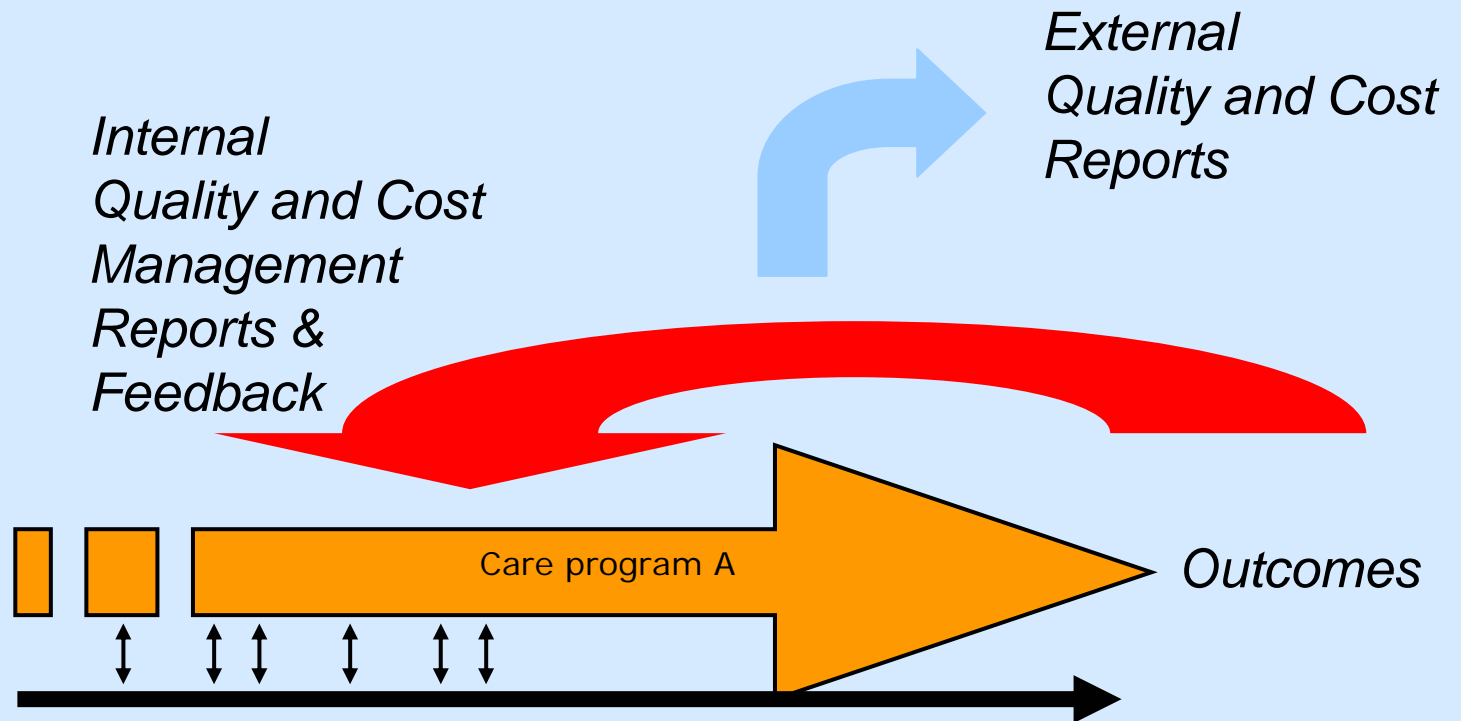 Internal
Quality and Cost
Management
Reports &
Feedback
External
Quality and Cost
Reports
Care program A
Outcomes